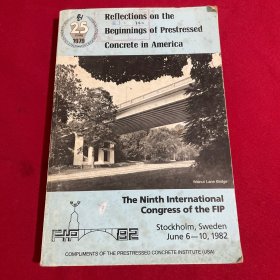 Reflections on the
Beginnings of Prestressed
Concrete in America
25
1979
Walnut Lane Bridge
The Ninth International
Congress of the FIP
Stockholm, Sweden
June 6—10, 1982
FIP 82
COMPLIMENTS OF THE PRESTRESSED CONCRETE INSTITUTE (USA)